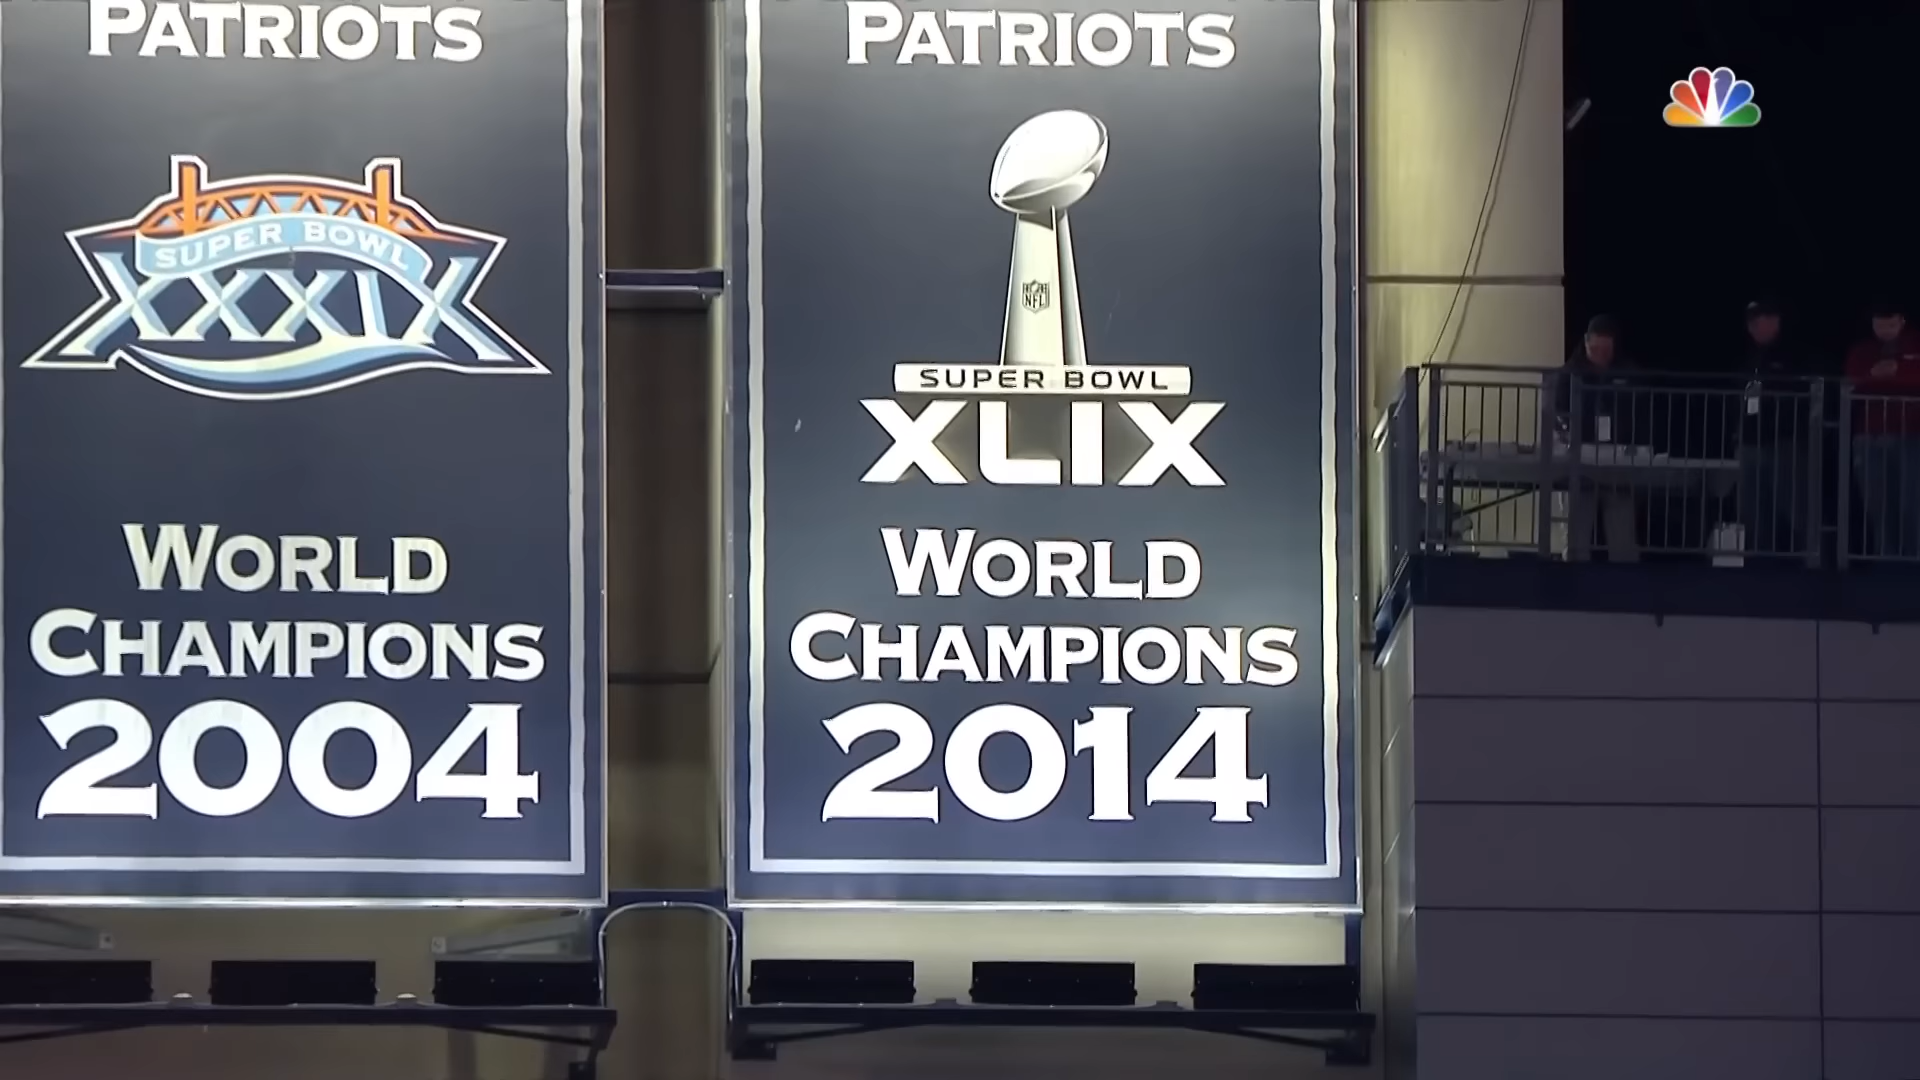 PATRIOTS
SUPER BOWL
XXXIX
WORLD
CHAMPIONS
2004
PATRIOTS
NFL
SUPER BOWL
XLIX
WORLD
CHAMPIONS
2014